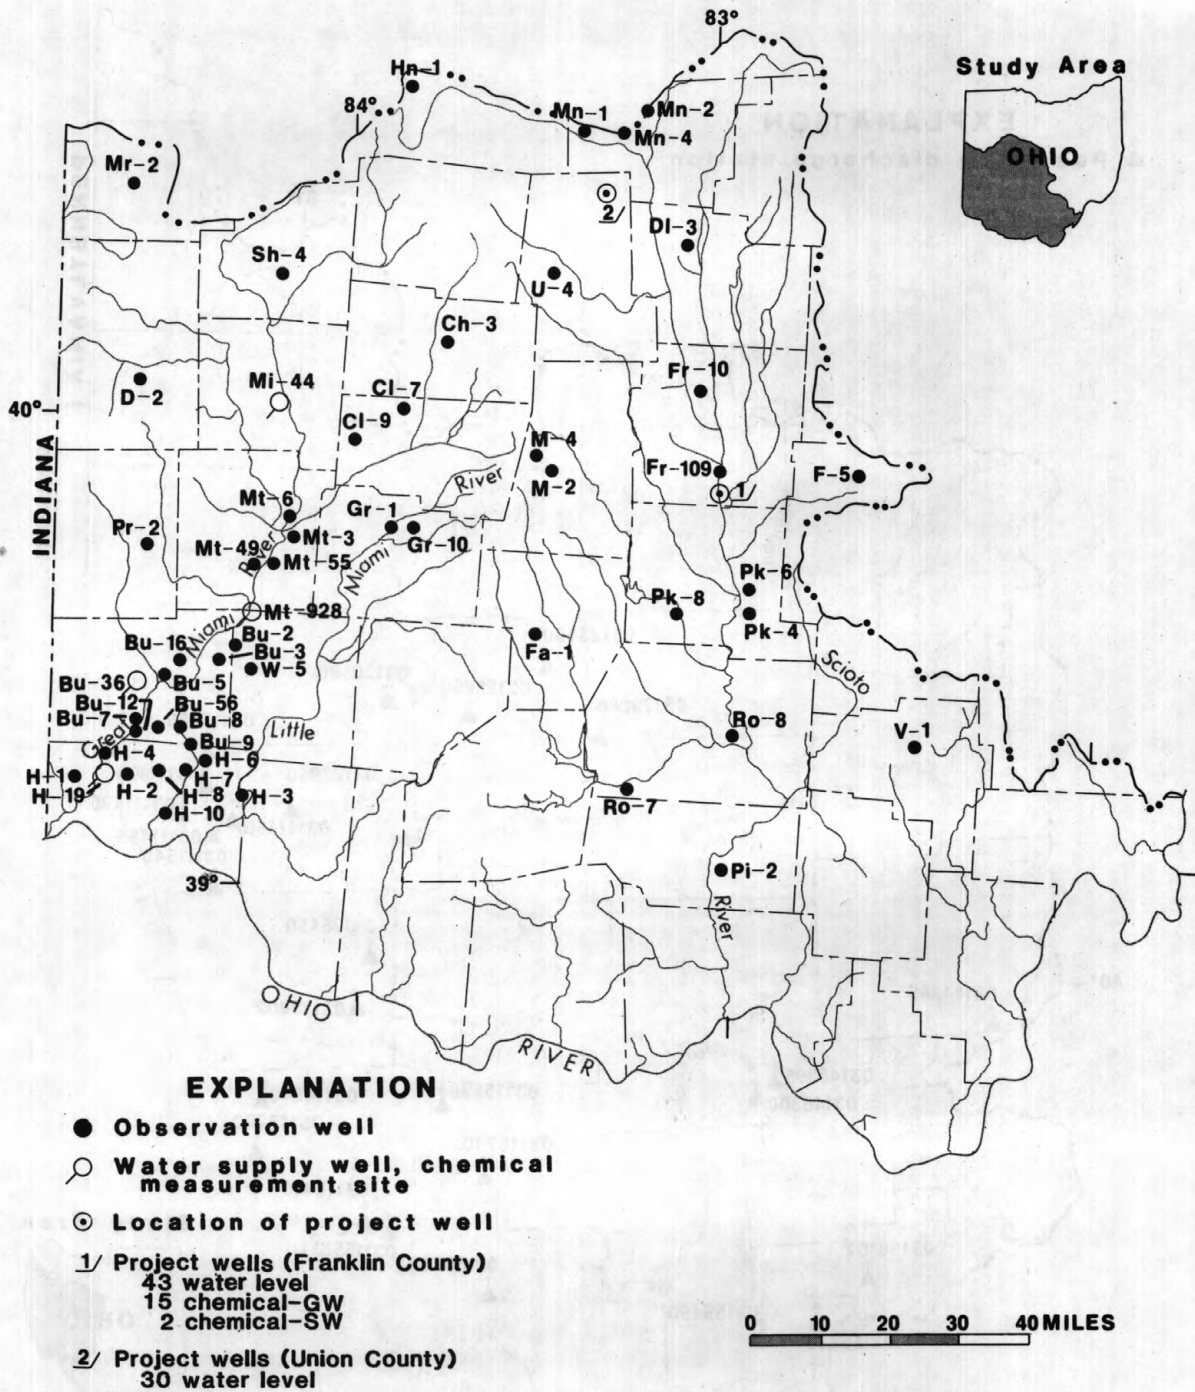 83°
Study Area
OHIO
Hn-1
84°
Mn-1
Mn-2
Mn-4
Mr-2
2/
Dl-3
Sh-4
U-4
Ch-3
Mi-44
Fr-10
D-2
Cl-7
40°
Cl-9
M-4
INDIANA
Fr-109
F-5
M-2
River
1/
Mt-6
Gr-1
Pr-2
Mt-3
Gr-10
Mt-49
River
Mt-55
Miami
Pk-6
Mt-928
Pk-8
Pk-4
Miami
Bu-2
Bu-16
Bu-3
Fa-1
W-5
Scioto
Bu-36
Bu-5
Bu-12
Bu-56
Bu-7
Bu-8
Little
Ro-8
V-1
Great
Bu-9
H-4
H-6
H-1
H-7
H-19
H-2
H-8
H-3
Ro-7
H-10
39°
Pi-2
River
OHIO
RIVER
EXPLANATION
Observation well
Water supply well, chemical
measurement site
Location of project well
1/ Project wells (Franklin County)
43 water level
15 chemical-GW
2 chemical-SW
2/ Project wells (Union County)
30 water level
0 10 20 30 40 MILES